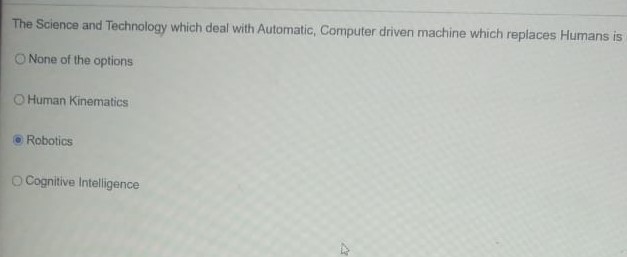 The Science and Technology which deal with Automatic, Computer driven machine which replaces Humans is
None of the options
Human Kinematics
Robotics
Cognitive Intelligence